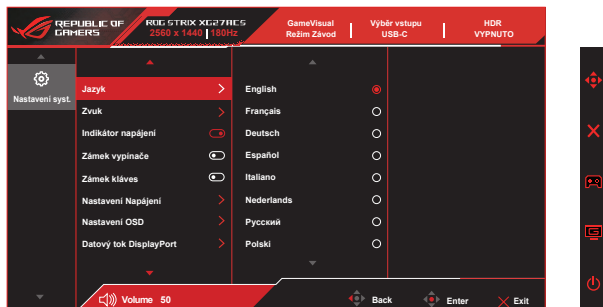 REPUBLIC OF
GAMERS
ROG STRIX XG27ACS
2560 x 1440 180Hz
GameVisual
Režim Závod
Výběr vstupu
USB-C
HDR
VYPNUTO
Nastavení syst.
Jazyk
Zvuk
Indikátor napájení
Zámek vypínače
Zámek kláves
Nastavení Napájení
Nastavení OSD
Datový tok DisplayPort
English
Français
Deutsch
Español
Italiano
Nederlands
Русский
Polski
Volume 50
Back
Enter
Exit